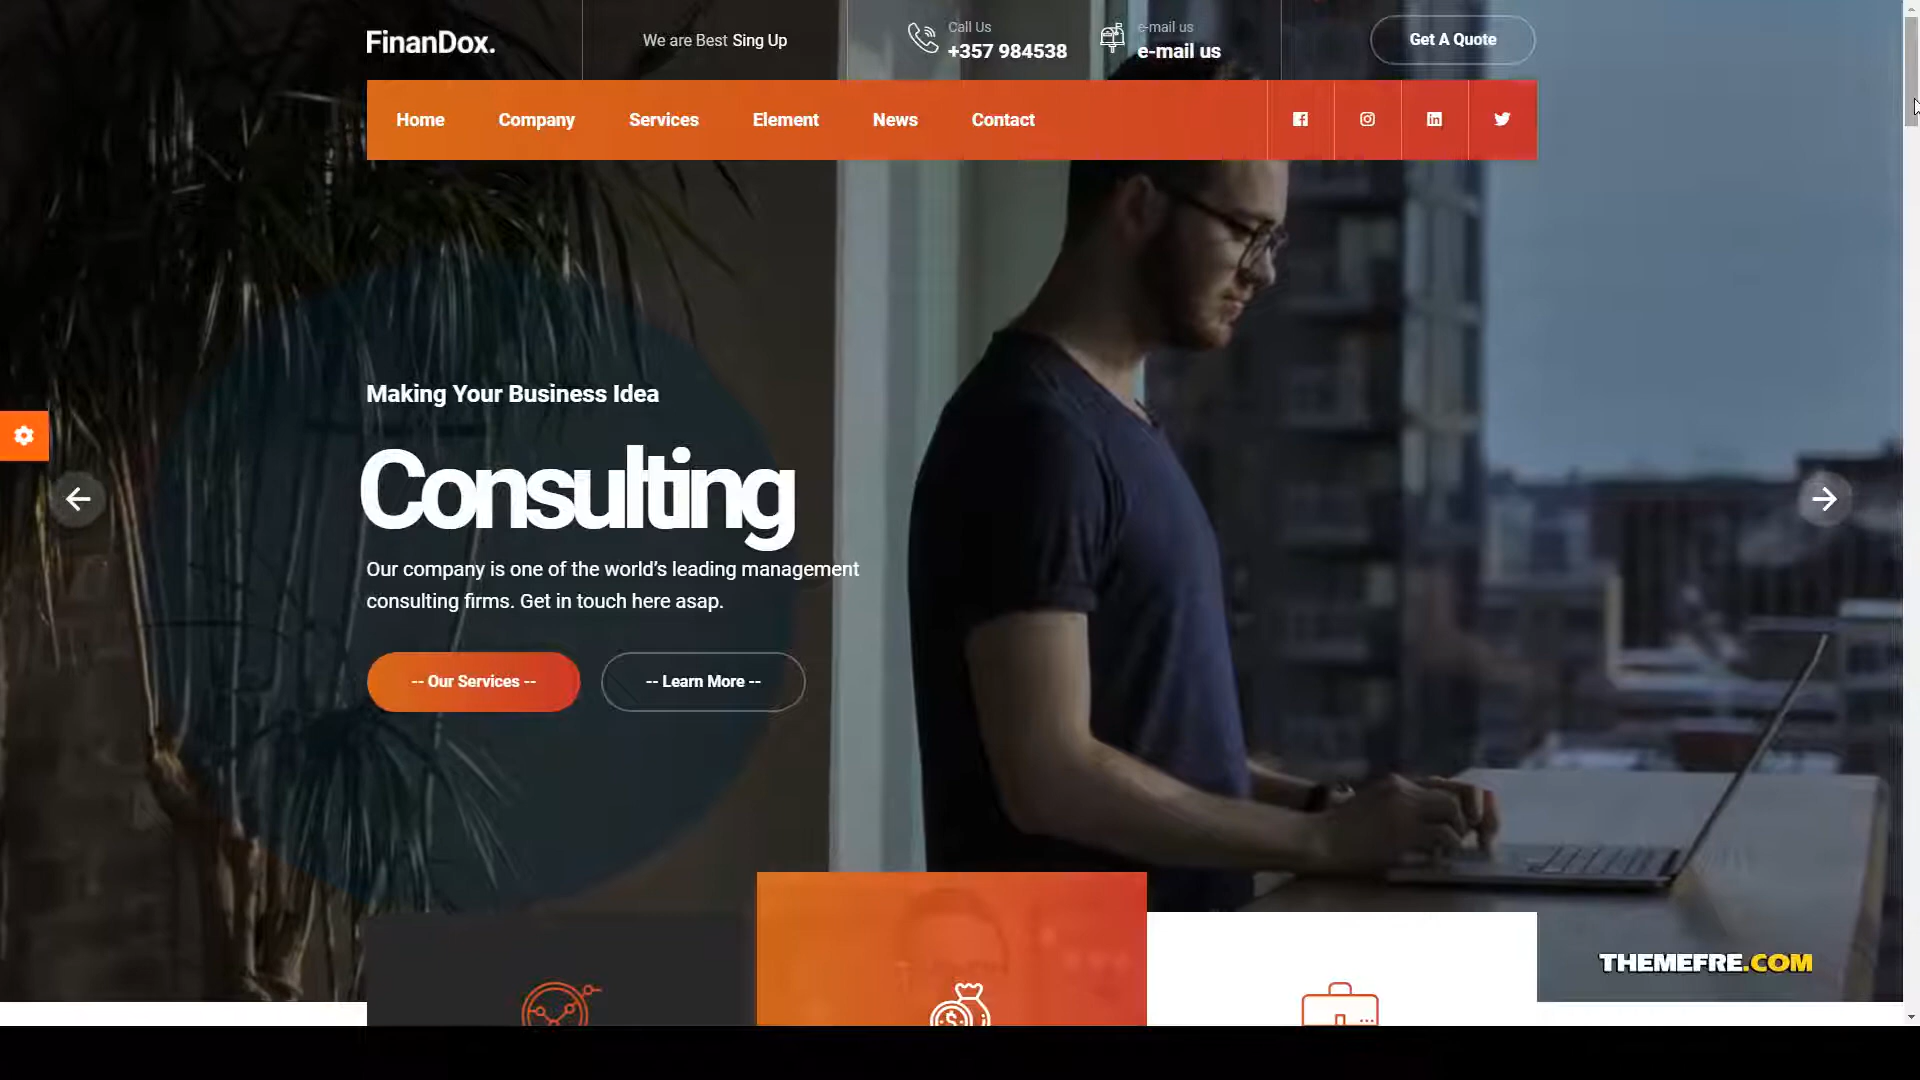 FinanDox.
We are Best Sing Up
Call Us
+357 984538
e-mail us
e-mail us
Get A Quote
Home
Company
Services
Element
News
Contact
Making Your Business Idea
Consulting
Our company is one of the world’s leading management
consulting firms. Get in touch here asap.
-- Our Services --
-- Learn More --
THEMEFRE.COM